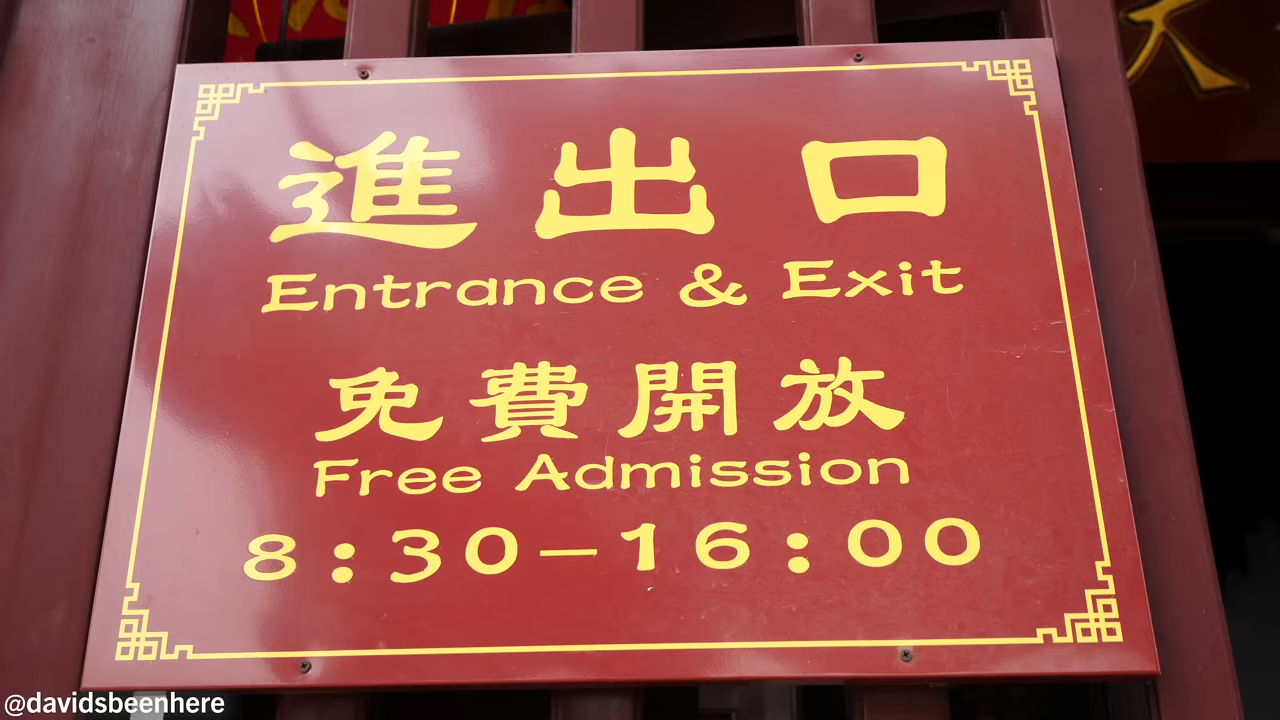 進出口
Entrance & Exit
免費開放
Free Admission
8:30-16:00
@davidsbeenhere